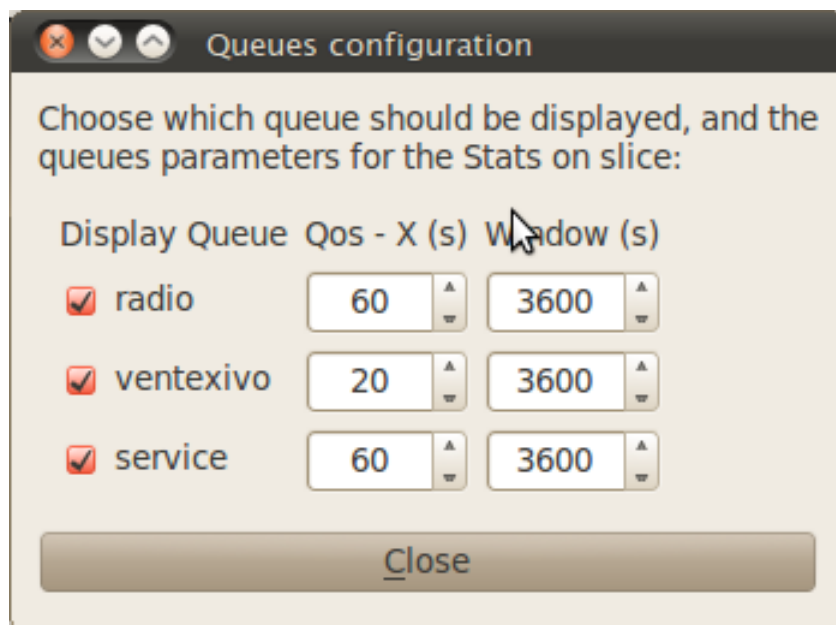 Queues configuration
Choose which queue should be displayed, and the
queues parameters for the Stats on slice:
Display Queue Qos - X (s) Window (s)
radio 60 3600
ventexivo 20 3600
service 60 3600
Close